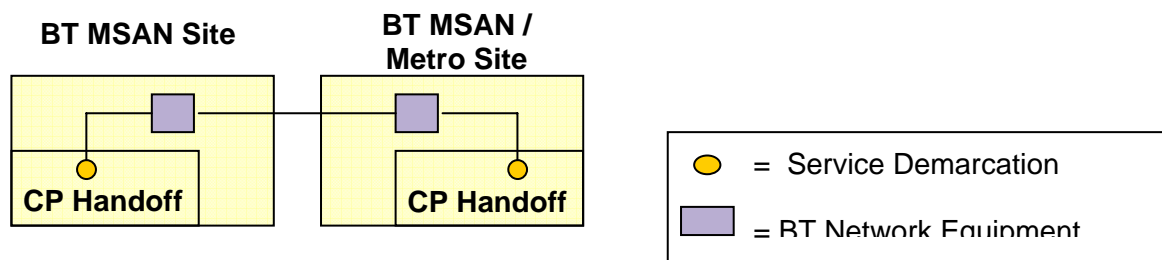 BT MSAN Site
BT MSAN /
Metro Site
CP Handoff
CP Handoff
= Service Demarcation
= BT Network Equipment